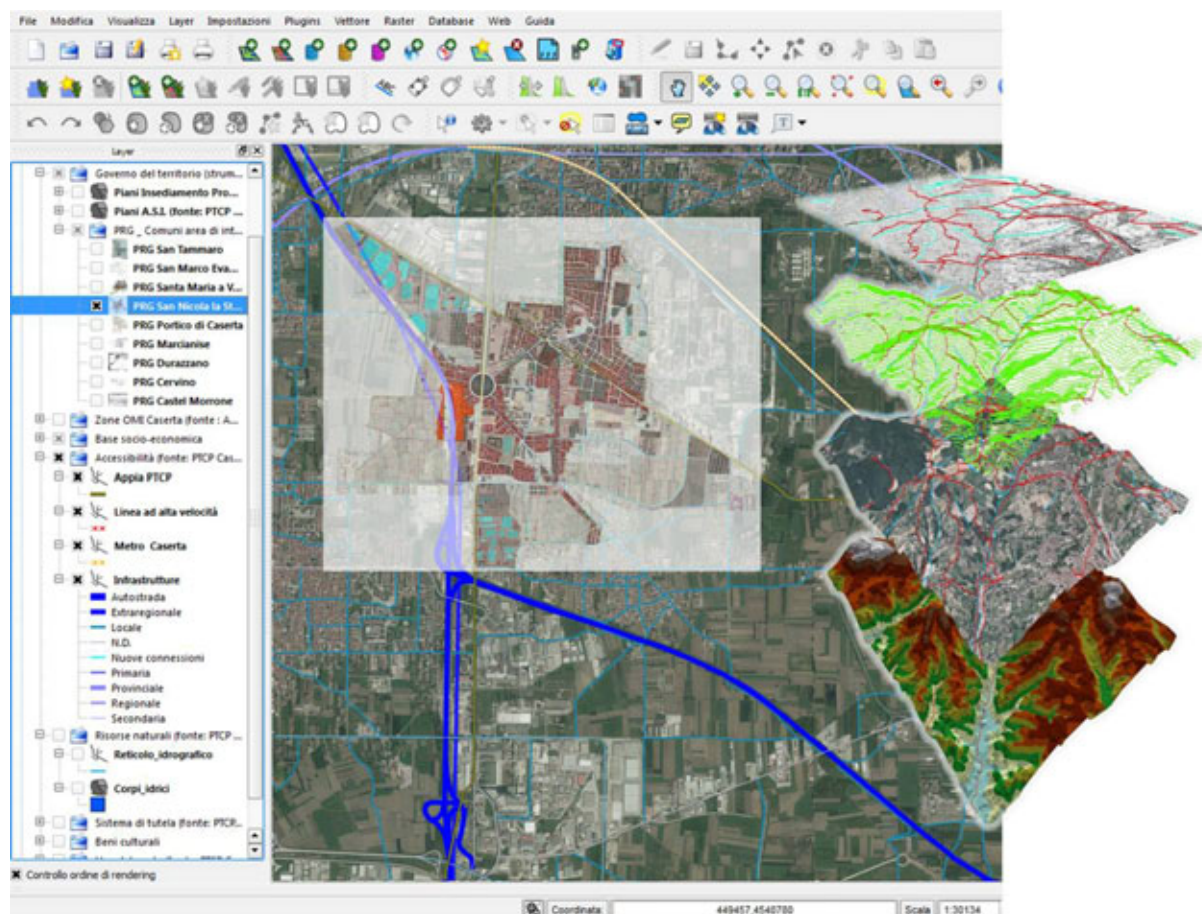 File Modifica Visualizza Layer Impostazioni Plugins Vettore Raster Database Web Guida
Layer
Governo del territorio (strum...
Piani Insediamento Pro...
Piani A.S.I. (fonte: PTCP ...
PRG _ Comuni area di int...
PRG San Tammaro
PRG San Marco Eva...
PRG Santa Maria a V...
PRG San Nicola la St...
PRG Portico di Caserta
PRG Marcianise
PRG Durazzano
PRG Cervino
PRG Castel Morrone
Zone OMI Caserta (fonte : A...
Base socio-economica
Accessibilità (fonte: PTCP Cas...
Appia PTCP
Linea ad alta velocità
Metro Caserta
Infrastrutture
Autostrada
Extraregionale
Locale
N.D.
Nuove connessioni
Primaria
Provinciale
Regionale
Secondaria
Risorse naturali (fonte: PTCP ...
Reticolo_idrografico
Corpi_idrici
Sistema di tutela (fonte: PTCP...
Beni culturali
Controllo ordine di rendering
Coordinata: 449457,4540780 Scala 1:30134